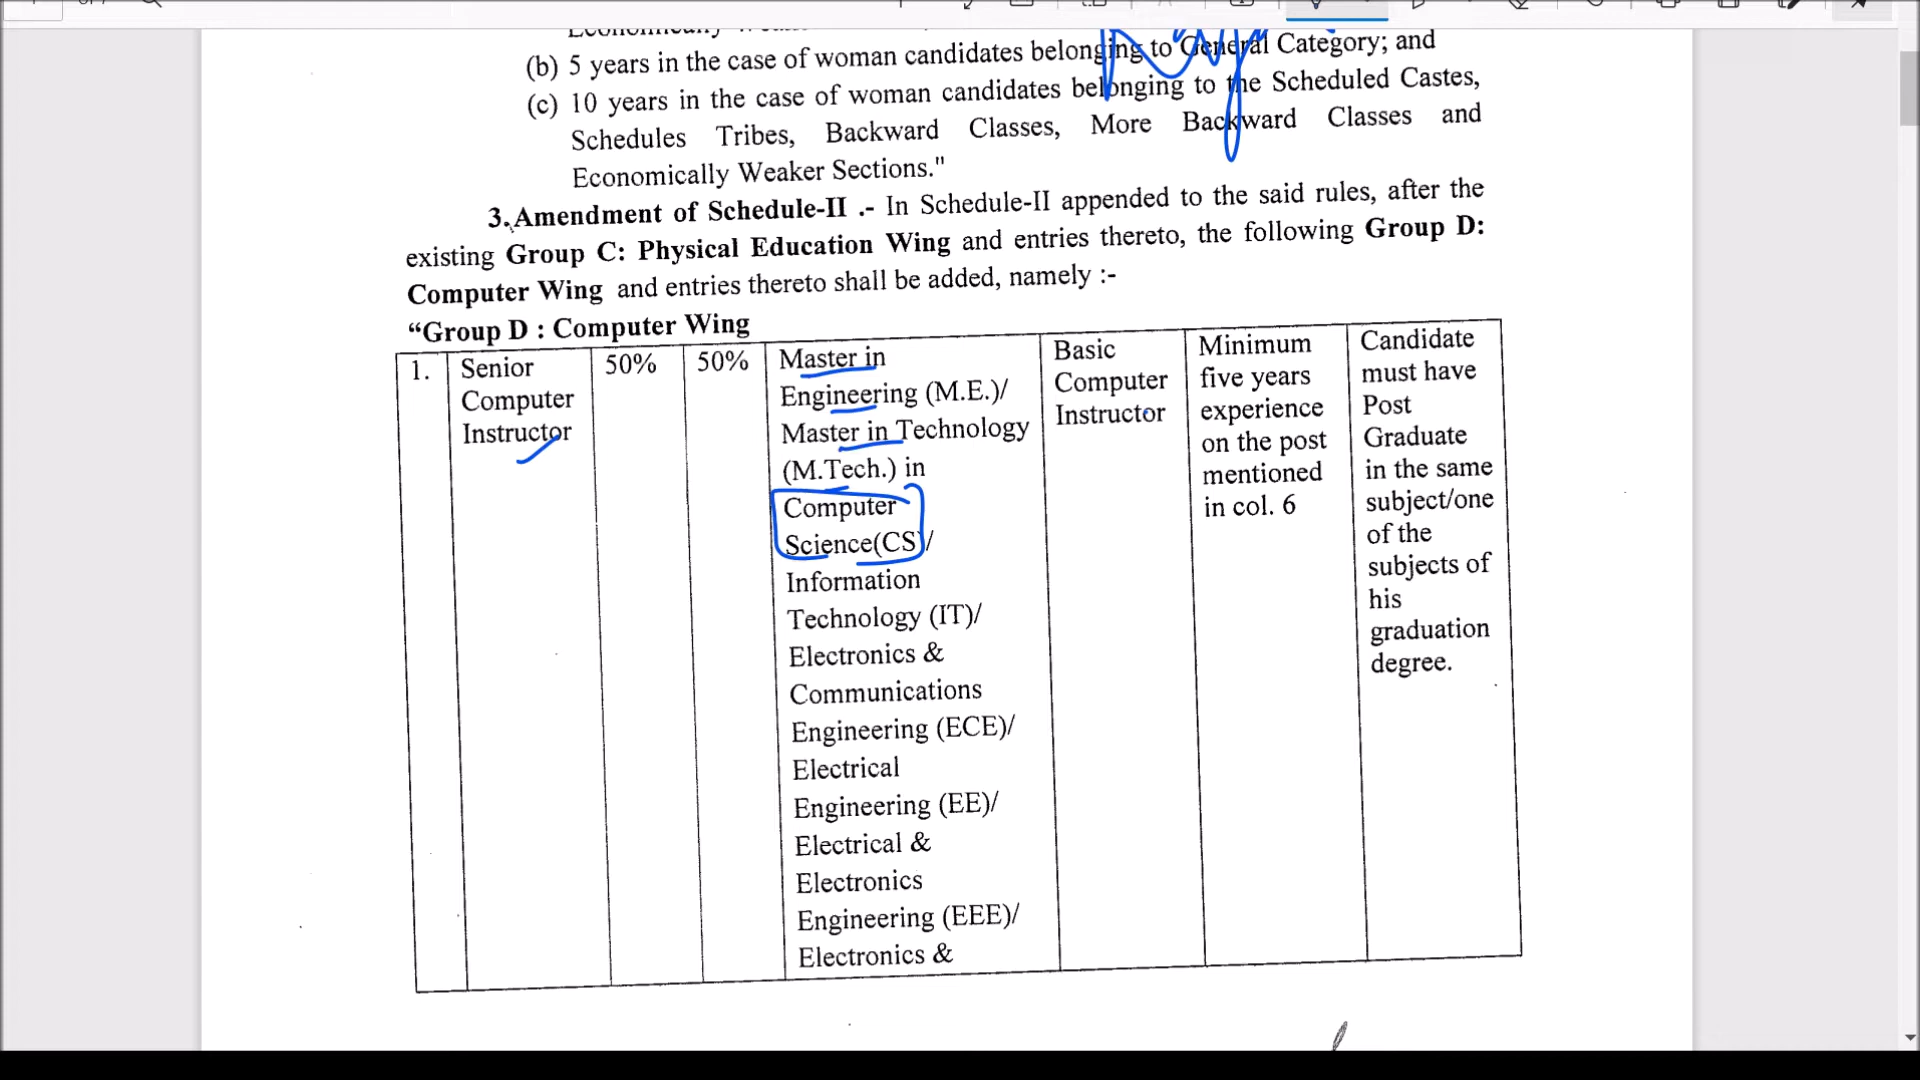 (b) 5 years in the case of woman candidates belonging to General Category; and
(c) 10 years in the case of woman candidates belonging to the Scheduled Castes,
Schedules Tribes, Backward Classes, More Backward Classes and
Economically Weaker Sections."
3. Amendment of Schedule-II .- In Schedule-II appended to the said rules, after the
existing Group C: Physical Education Wing and entries thereto, the following Group D:
Computer Wing and entries thereto shall be added, namely :-
“Group D : Computer Wing
1.
Senior
Computer
Instructor
50%
50%
Master in
Engineering (M.E.)/
Master in Technology
(M.Tech.) in
Computer
Science(CS)/
Information
Technology (IT)/
Electronics &
Communications
Engineering (ECE)/
Electrical
Engineering (EE)/
Electrical &
Electronics
Engineering (EEE)/
Electronics &
Basic
Computer
Instructor
Minimum
five years
experience
on the post
mentioned
in col. 6
Candidate
must have
Post
Graduate
in the same
subject/one
of the
subjects of
his
graduation
degree.